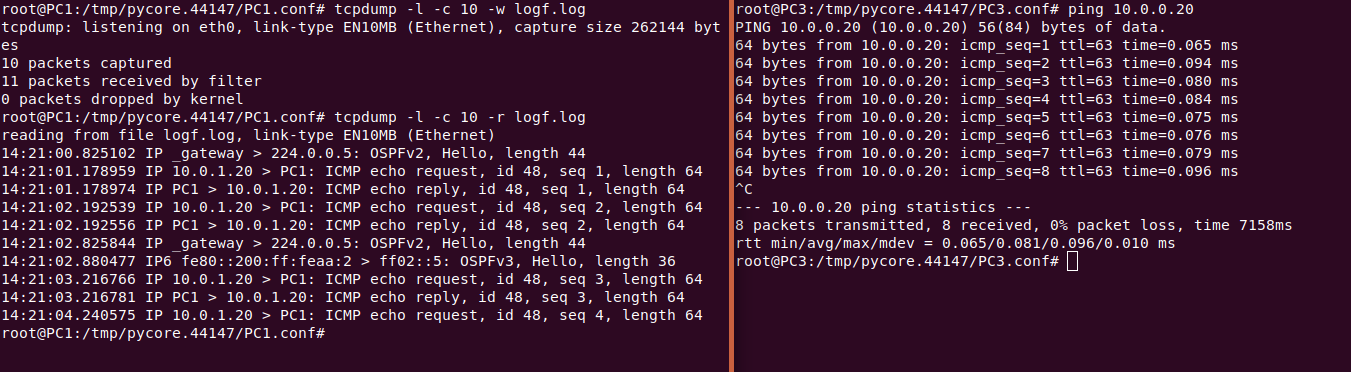 root@PC1:/tmp/pycore.44147/PC1.conf# tcpdump -l -c 10 -w logf.log
tcpdump: listening on eth0, link-type EN10MB (Ethernet), capture size 262144 byt
es
10 packets captured
11 packets received by filter
0 packets dropped by kernel
root@PC1:/tmp/pycore.44147/PC1.conf# tcpdump -l -c 10 -r logf.log
reading from file logf.log, link-type EN10MB (Ethernet)
14:21:00.825102 IP _gateway > 224.0.0.5: OSPFv2, Hello, length 44
14:21:01.178959 IP 10.0.1.20 > PC1: ICMP echo request, id 48, seq 1, length 64
14:21:01.178974 IP PC1 > 10.0.1.20: ICMP echo reply, id 48, seq 1, length 64
14:21:02.192539 IP 10.0.1.20 > PC1: ICMP echo request, id 48, seq 2, length 64
14:21:02.192556 IP PC1 > 10.0.1.20: ICMP echo reply, id 48, seq 2, length 64
14:21:02.825844 IP _gateway > 224.0.0.5: OSPFv2, Hello, length 44
14:21:02.880477 IP6 fe80::200:ff:feaa:2 > ff02::5: OSPFv3, Hello, length 36
14:21:03.216766 IP 10.0.1.20 > PC1: ICMP echo request, id 48, seq 3, length 64
14:21:03.216781 IP PC1 > 10.0.1.20: ICMP echo reply, id 48, seq 3, length 64
14:21:04.240575 IP 10.0.1.20 > PC1: ICMP echo request, id 48, seq 4, length 64
root@PC1:/tmp/pycore.44147/PC1.conf#
root@PC3:/tmp/pycore.44147/PC3.conf# ping 10.0.0.20
PING 10.0.0.20 (10.0.0.20) 56(84) bytes of data.
64 bytes from 10.0.0.20: icmp_seq=1 ttl=63 time=0.065 ms
64 bytes from 10.0.0.20: icmp_seq=2 ttl=63 time=0.094 ms
64 bytes from 10.0.0.20: icmp_seq=3 ttl=63 time=0.080 ms
64 bytes from 10.0.0.20: icmp_seq=4 ttl=63 time=0.084 ms
64 bytes from 10.0.0.20: icmp_seq=5 ttl=63 time=0.075 ms
64 bytes from 10.0.0.20: icmp_seq=6 ttl=63 time=0.076 ms
64 bytes from 10.0.0.20: icmp_seq=7 ttl=63 time=0.079 ms
64 bytes from 10.0.0.20: icmp_seq=8 ttl=63 time=0.096 ms
^C
--- 10.0.0.20 ping statistics ---
8 packets transmitted, 8 received, 0% packet loss, time 7158ms
rtt min/avg/max/mdev = 0.065/0.081/0.096/0.010 ms
root@PC3:/tmp/pycore.44147/PC3.conf#